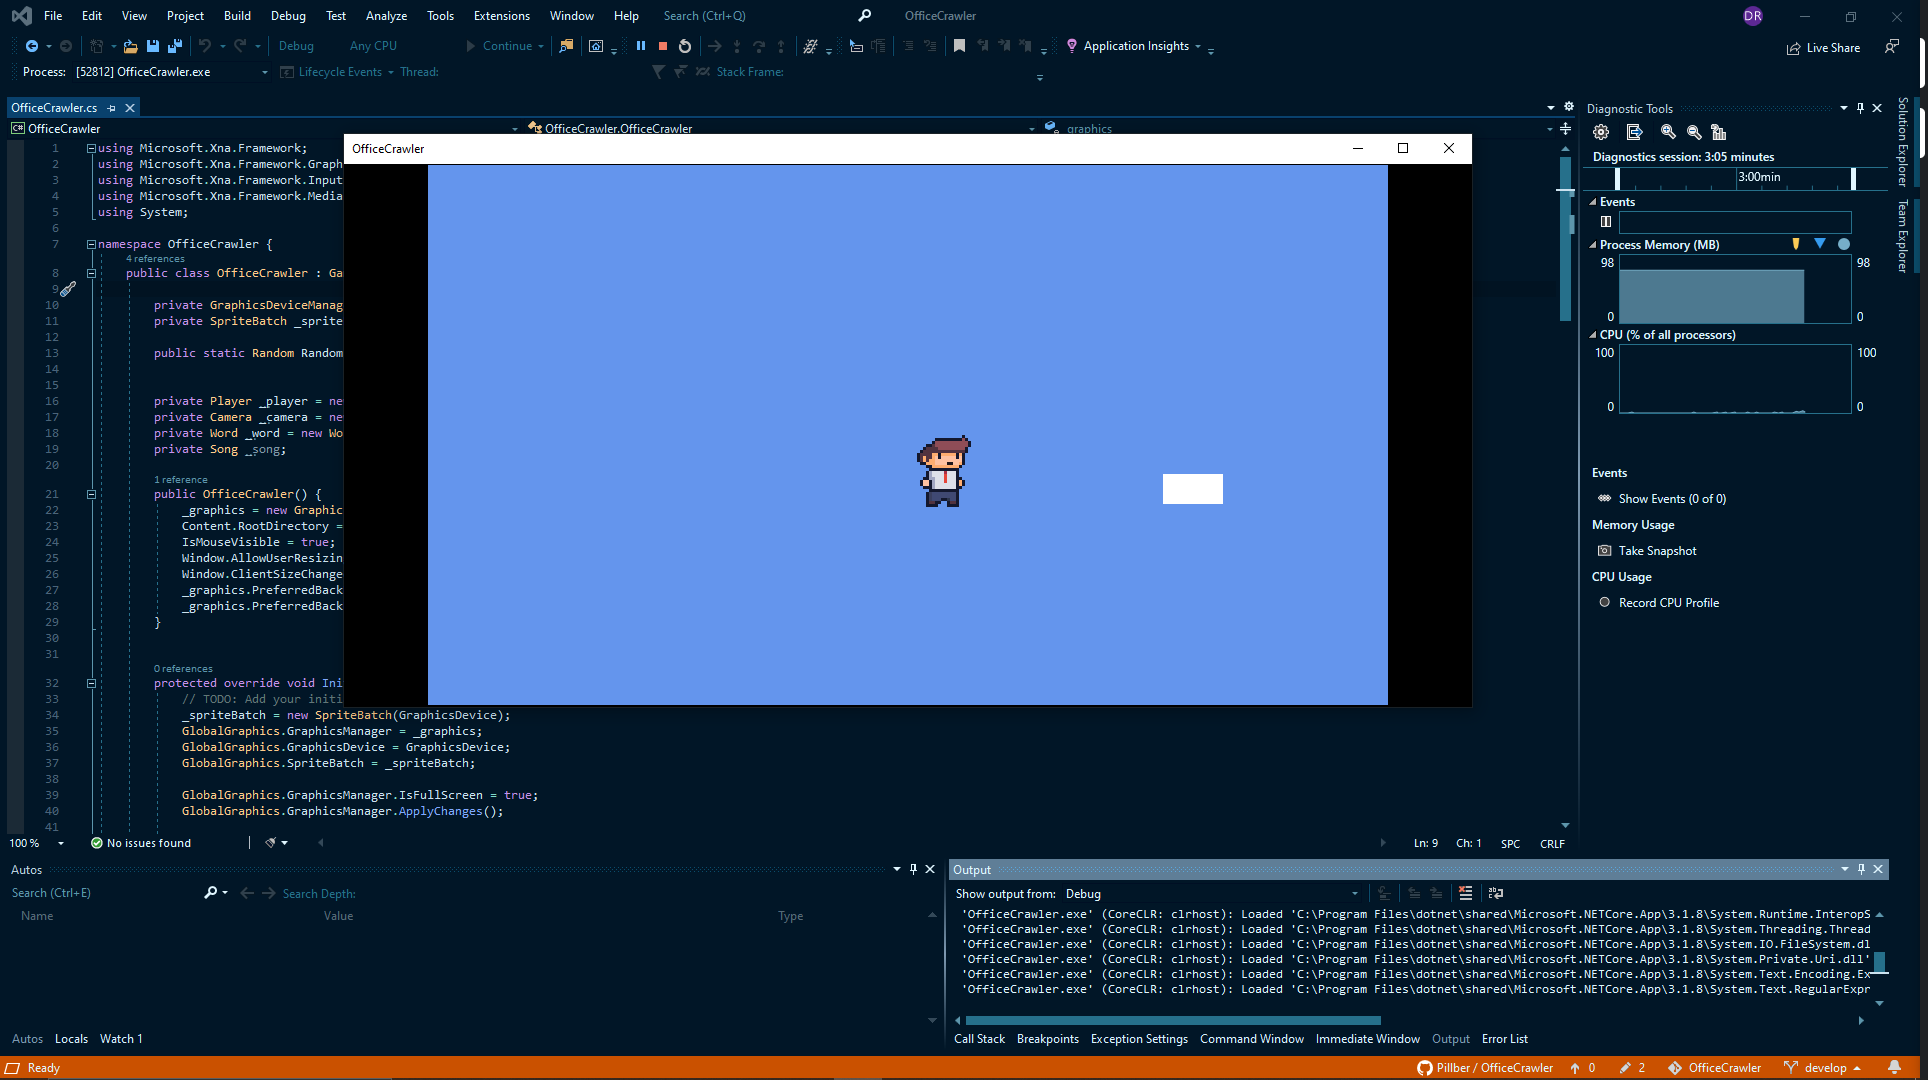 File Edit View Project Build Debug Test Analyze Tools Extensions Window Help Search (Ctrl+Q) OfficeCrawler DR
Debug Any CPU Continue Application Insights Live Share
Process: [52812] OfficeCrawler.exe Lifecycle Events Thread: Stack Frame:
OfficeCrawler.cs
C# OfficeCrawler OfficeCrawler.OfficeCrawler graphics
OfficeCrawler
1 using Microsoft.Xna.Framework;
2 using Microsoft.Xna.Framework.Graph
3 using Microsoft.Xna.Framework.Input
4 using Microsoft.Xna.Framework.Media
5 using System;
6
7 namespace OfficeCrawler {
4 references
8 public class OfficeCrawler : Ga
9
10 private GraphicsDeviceManag
11 private SpriteBatch _sprite
12
13 public static Random Random
14
15
16 private Player _player = ne
17 private Camera _camera = ne
18 private Word _word = new Wo
19 private Song _song;
20
1 reference
21 public OfficeCrawler() {
22 _graphics = new Graphic
23 Content.RootDirectory =
24 IsMouseVisible = true;
25 Window.AllowUserResizin
26 Window.ClientSizeChange
27 _graphics.PreferredBack
28 _graphics.PreferredBack
29 }
30
31
0 references
32 protected override void Ini
33 // TODO: Add your initi
34 _spriteBatch = new SpriteBatch(GraphicsDevice);
35 GlobalGraphics.GraphicsManager = _graphics;
36 GlobalGraphics.GraphicsDevice = GraphicsDevice;
37 GlobalGraphics.SpriteBatch = _spriteBatch;
38
39 GlobalGraphics.GraphicsManager.IsFullScreen = true;
40 GlobalGraphics.GraphicsManager.ApplyChanges();
41
100 % No issues found Ln: 9 Ch: 1 SPC CRLF
Diagnostic Tools
Diagnostics session: 3:05 minutes
3:00min
Events
Process Memory (MB)
98 98
0 0
CPU (% of all processors)
100 100
0 0
Events
Show Events (0 of 0)
Memory Usage
Take Snapshot
CPU Usage
Record CPU Profile
Solution Explorer
Team Explorer
Autos
Search (Ctrl+E) Search Depth:
Name Value Type
Autos Locals Watch 1
Output
Show output from: Debug
'OfficeCrawler.exe' (CoreCLR: clrhost): Loaded 'C:\Program Files\dotnet\shared\Microsoft.NETCore.App\3.1.8\System.Runtime.InteropS
'OfficeCrawler.exe' (CoreCLR: clrhost): Loaded 'C:\Program Files\dotnet\shared\Microsoft.NETCore.App\3.1.8\System.Threading.Thread
'OfficeCrawler.exe' (CoreCLR: clrhost): Loaded 'C:\Program Files\dotnet\shared\Microsoft.NETCore.App\3.1.8\System.IO.FileSystem.dl
'OfficeCrawler.exe' (CoreCLR: clrhost): Loaded 'C:\Program Files\dotnet\shared\Microsoft.NETCore.App\3.1.8\System.Private.Uri.dll'
'OfficeCrawler.exe' (CoreCLR: clrhost): Loaded 'C:\Program Files\dotnet\shared\Microsoft.NETCore.App\3.1.8\System.Text.Encoding.Ex
'OfficeCrawler.exe' (CoreCLR: clrhost): Loaded 'C:\Program Files\dotnet\shared\Microsoft.NETCore.App\3.1.8\System.Text.RegularExpr
Call Stack Breakpoints Exception Settings Command Window Immediate Window Output Error List
Ready Pillber / OfficeCrawler 0 2 OfficeCrawler develop